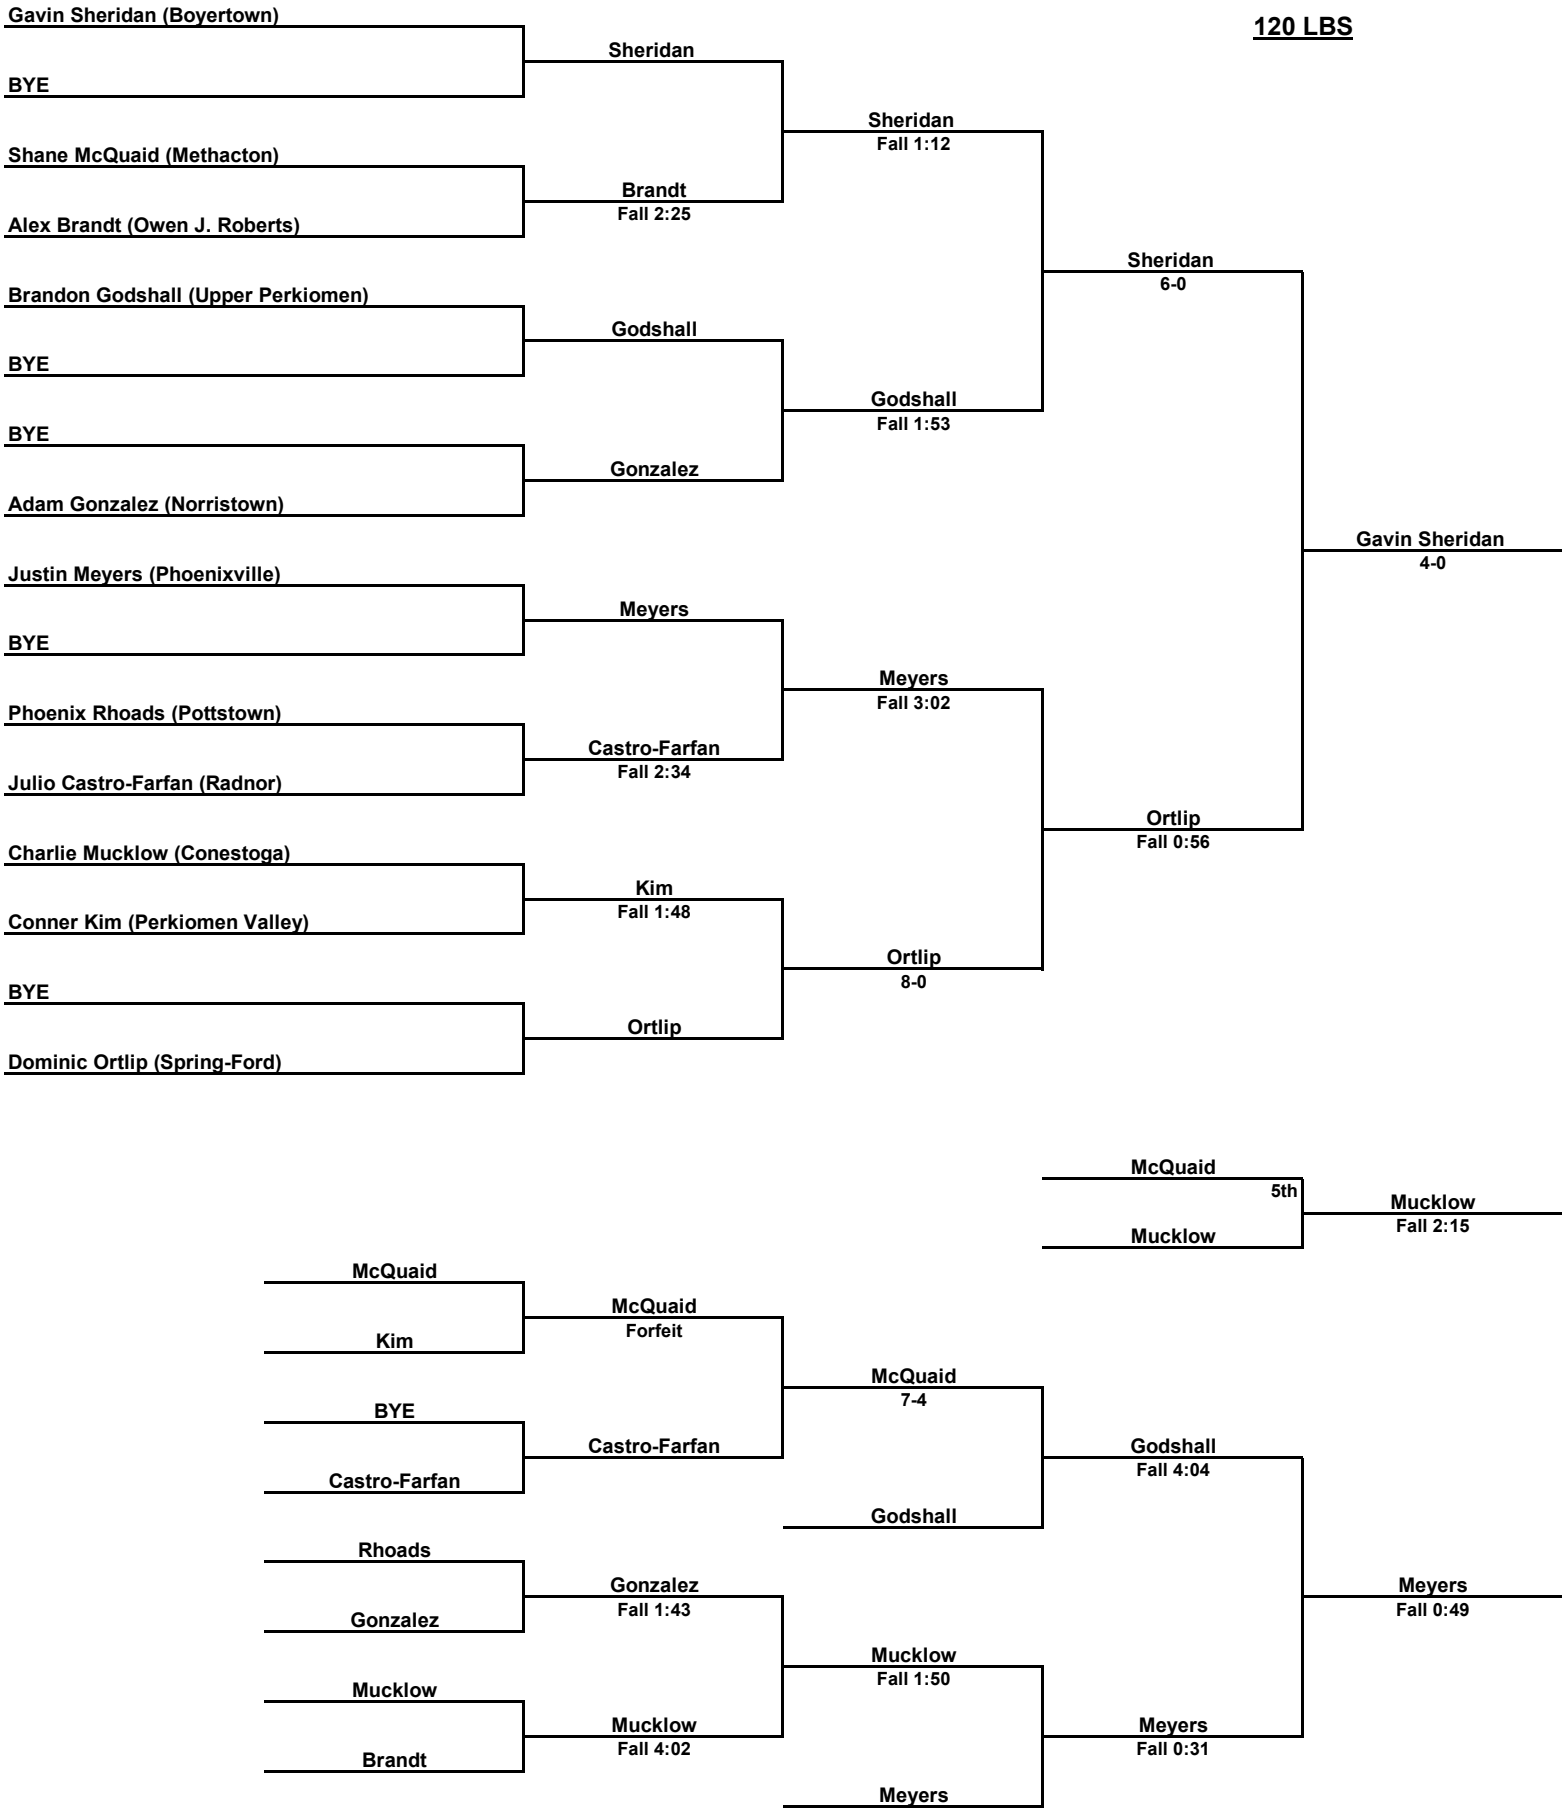 Gavin Sheridan (Boyertown)
120 LBS
Sheridan
BYE
Sheridan
Fall 1:12
Shane McQuaid (Methacton)
Brandt
Fall 2:25
Alex Brandt (Owen J. Roberts)
Sheridan
6-0
Brandon Godshall (Upper Perkiomen)
Godshall
BYE
Godshall
Fall 1:53
BYE
Gonzalez
Adam Gonzalez (Norristown)
Gavin Sheridan
4-0
Justin Meyers (Phoenixville)
Meyers
BYE
Meyers
Fall 3:02
Phoenix Rhoads (Pottstown)
Castro-Farfan
Fall 2:34
Julio Castro-Farfan (Radnor)
Ortlip
Fall 0:56
Charlie Mucklow (Conestoga)
Kim
Fall 1:48
Conner Kim (Perkiomen Valley)
Ortlip
8-0
BYE
Ortlip
Dominic Ortlip (Spring-Ford)
McQuaid
5th
Mucklow
Fall 2:15
Mucklow
McQuaid
McQuaid
Forfeit
Kim
McQuaid
7-4
BYE
Castro-Farfan
Godshall
Fall 4:04
Castro-Farfan
Godshall
Rhoads
Gonzalez
Fall 1:43
Meyers
Fall 0:49
Gonzalez
Mucklow
Fall 1:50
Mucklow
Mucklow
Fall 4:02
Meyers
Fall 0:31
Brandt
Meyers